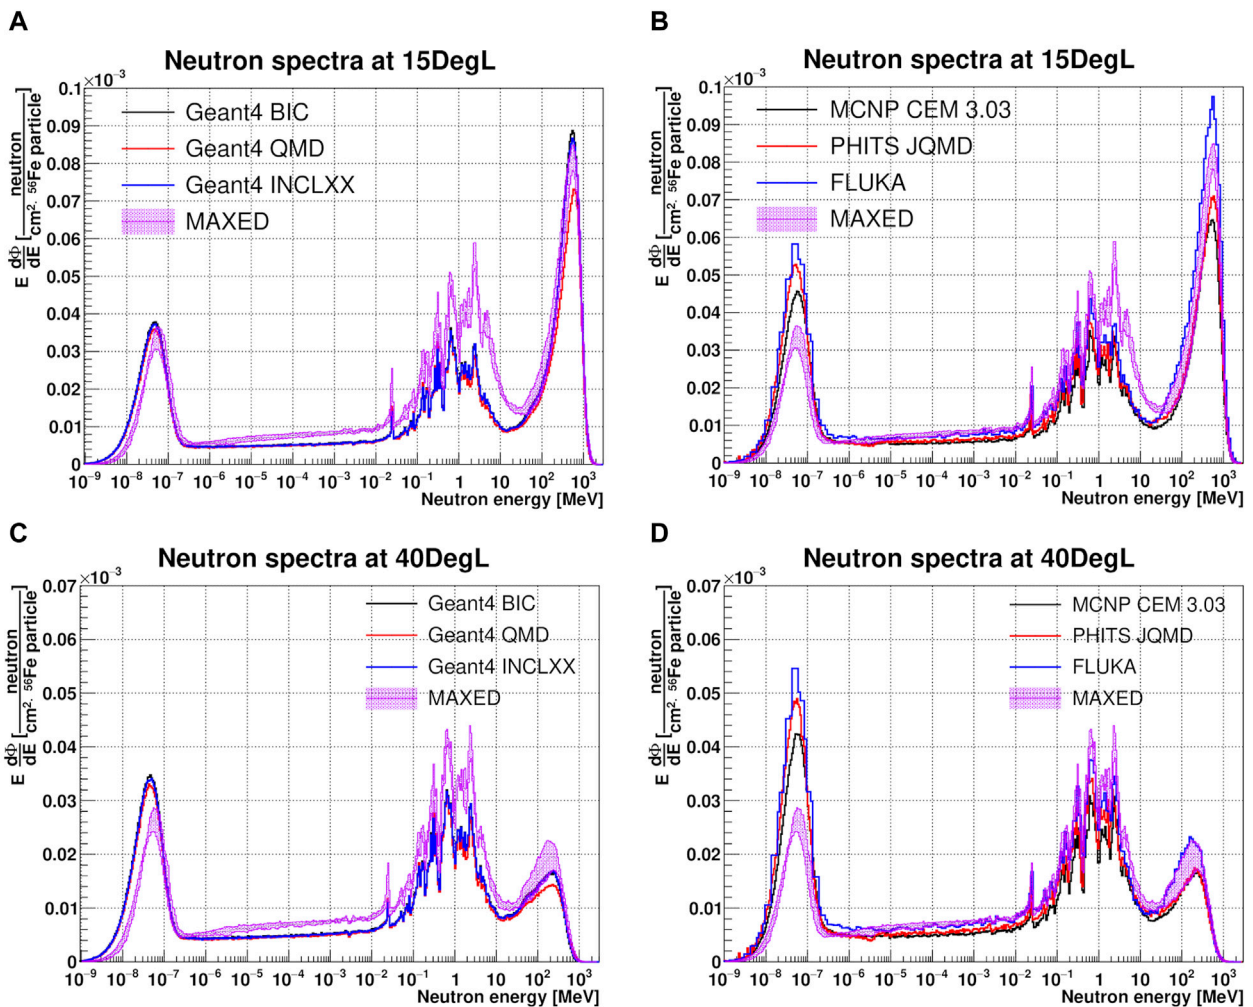 A
Neutron spectra at 15DegL
×10⁻³
0.1
0.09
0.08
0.07
0.06
0.05
0.04
0.03
0.02
0.01
0
E dΦ/dE [neutron/cm². ⁵⁶Fe particle]
Geant4 BIC
Geant4 QMD
Geant4 INCLXX
MAXED
10⁻⁹ 10⁻⁸ 10⁻⁷ 10⁻⁶ 10⁻⁵ 10⁻⁴ 10⁻³ 10⁻² 10⁻¹ 1 10 10² 10³
Neutron energy [MeV]
B
Neutron spectra at 15DegL
×10⁻³
0.1
0.09
0.08
0.07
0.06
0.05
0.04
0.03
0.02
0.01
0
E dΦ/dE [neutron/cm². ⁵⁶Fe particle]
MCNP CEM 3.03
PHITS JQMD
FLUKA
MAXED
10⁻⁹ 10⁻⁸ 10⁻⁷ 10⁻⁶ 10⁻⁵ 10⁻⁴ 10⁻³ 10⁻² 10⁻¹ 1 10 10² 10³
Neutron energy [MeV]
C
Neutron spectra at 40DegL
×10⁻³
0.07
0.06
0.05
0.04
0.03
0.02
0.01
0
E dΦ/dE [neutron/cm². ⁵⁶Fe particle]
Geant4 BIC
Geant4 QMD
Geant4 INCLXX
MAXED
10⁻⁹ 10⁻⁸ 10⁻⁷ 10⁻⁶ 10⁻⁵ 10⁻⁴ 10⁻³ 10⁻² 10⁻¹ 1 10 10² 10³
Neutron energy [MeV]
D
Neutron spectra at 40DegL
×10⁻³
0.07
0.06
0.05
0.04
0.03
0.02
0.01
0
E dΦ/dE [neutron/cm². ⁵⁶Fe particle]
MCNP CEM 3.03
PHITS JQMD
FLUKA
MAXED
10⁻⁹ 10⁻⁸ 10⁻⁷ 10⁻⁶ 10⁻⁵ 10⁻⁴ 10⁻³ 10⁻² 10⁻¹ 1 10 10² 10³
Neutron energy [MeV]